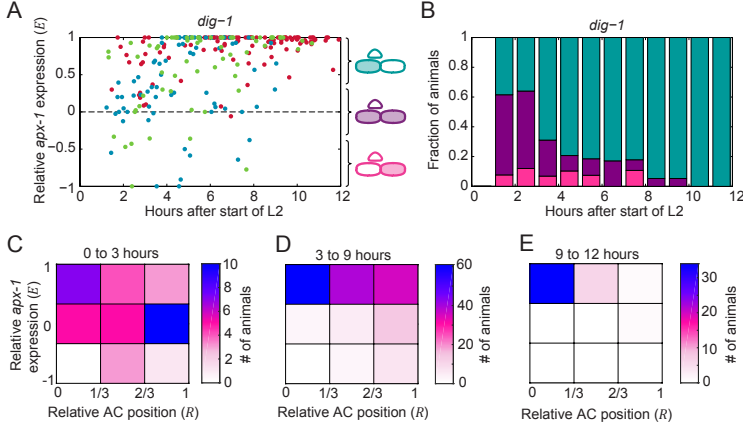 A
dig−1
Relative apx-1 expression (E)
1
0.5
0
−0.5
−1
0 2 4 6 8 10 12
Hours after start of L2
B
dig−1
Fraction of animals
1
0.8
0.6
0.4
0.2
0
0 2 4 6 8 10 12
Hours after start of L2
C
0 to 3 hours
Relative apx-1
expression (E)
1
0
-1
0 1/3 2/3 1
Relative AC position (R)
10
8
6
4
2
0
# of animals
D
3 to 9 hours
0 1/3 2/3 1
Relative AC position (R)
60
40
20
0
# of animals
E
9 to 12 hours
0 1/3 2/3 1
Relative AC position (R)
30
20
10
0
# of animals